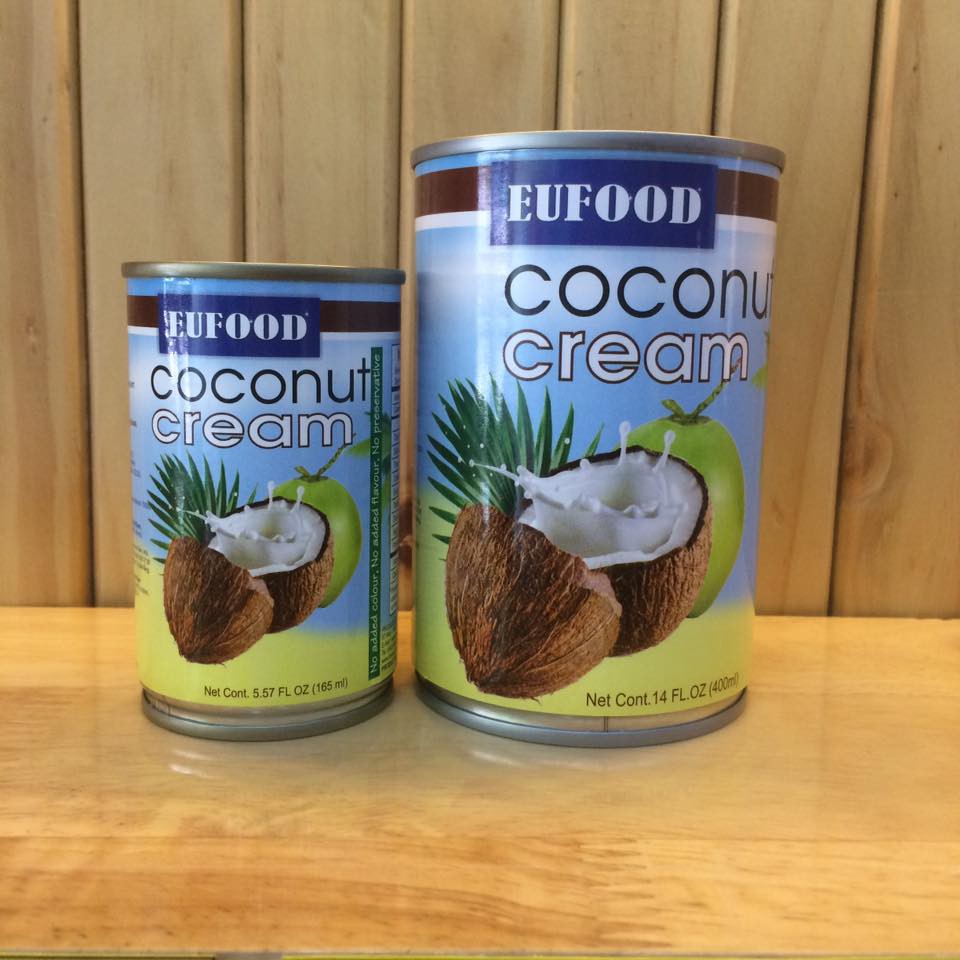 EUFOOD
coconut
cream
No added colour. No added flavour. No preservative
Net Cont. 5.57 FL OZ (165 ml)
EUFOOD
coconu
cream
Net Cont.14 FL.OZ (400ml)